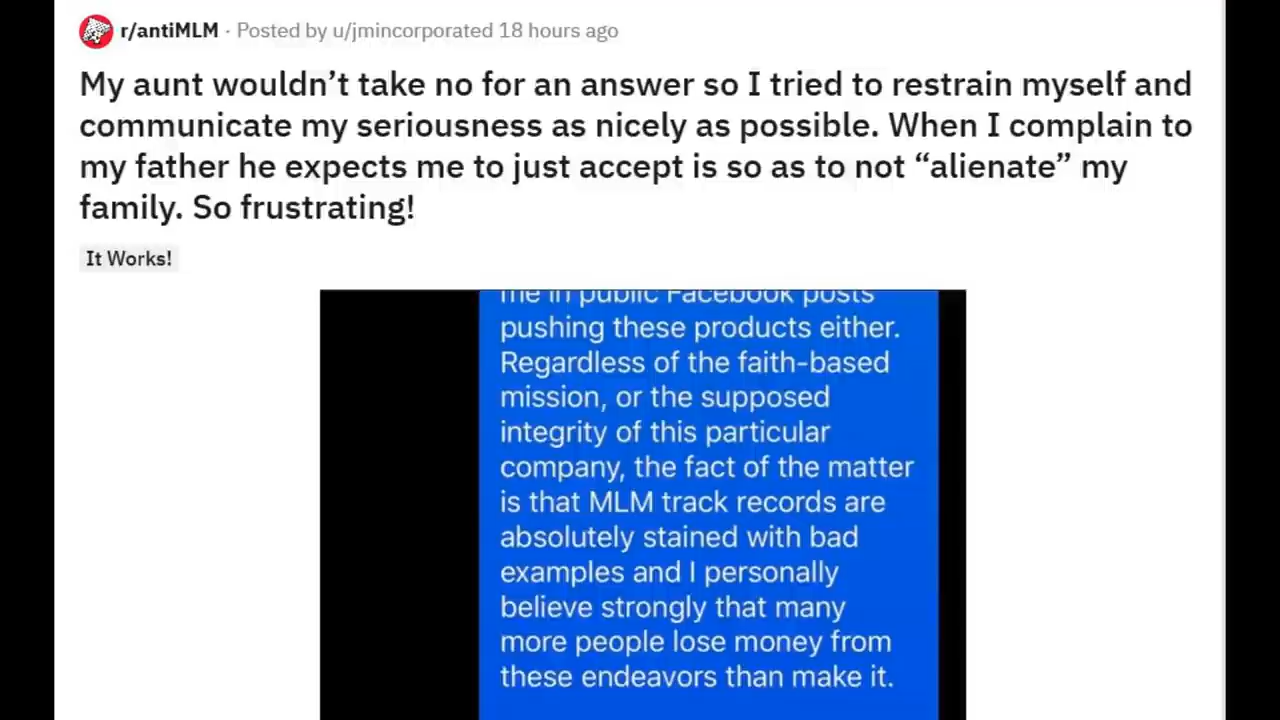 r/antiMLM · Posted by u/jmincorporated 18 hours ago
My aunt wouldn’t take no for an answer so I tried to restrain myself and
communicate my seriousness as nicely as possible. When I complain to
my father he expects me to just accept is so as to not “alienate” my
family. So frustrating!
It Works!
me in public Facebook posts
pushing these products either.
Regardless of the faith-based
mission, or the supposed
integrity of this particular
company, the fact of the matter
is that MLM track records are
absolutely stained with bad
examples and I personally
believe strongly that many
more people lose money from
these endeavors than make it.